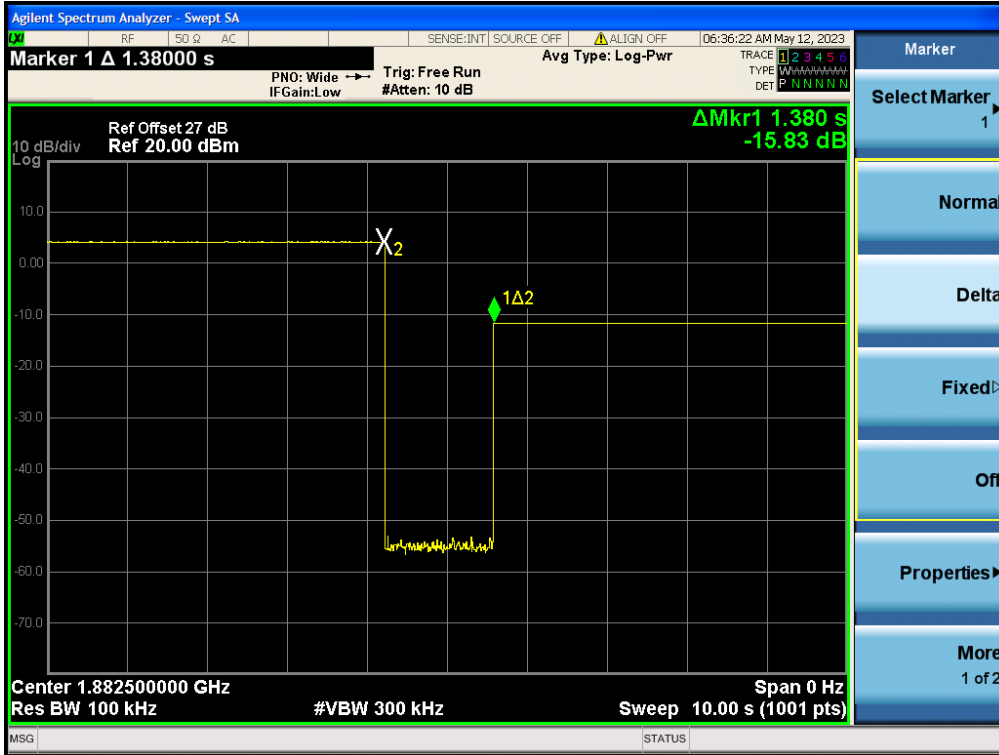 Agilent Spectrum Analyzer - Swept SA
LXI RF 50 Ω AC SENSE:INT SOURCE OFF ALIGN OFF 06:36:22 AM May 12, 2023
Marker 1 Δ 1.38000 s
PNO: Wide
IFGain:Low
Trig: Free Run
#Atten: 10 dB
Avg Type: Log-Pwr
TRACE 1 2 3 4 5 6
TYPE W
DET P N N N N N
Ref Offset 27 dB
10 dB/div Ref 20.00 dBm
Log
ΔMkr1 1.380 s
-15.83 dB
10.0
0.00
-10.0
-20.0
-30.0
-40.0
-50.0
-60.0
-70.0
2
1Δ2
Center 1.882500000 GHz
Span 0 Hz
Res BW 100 kHz
#VBW 300 kHz
Sweep 10.00 s (1001 pts)
MSG
STATUS
Marker
Select Marker
1
Normal
Delta
Fixed
Off
Properties
More
1 of 2